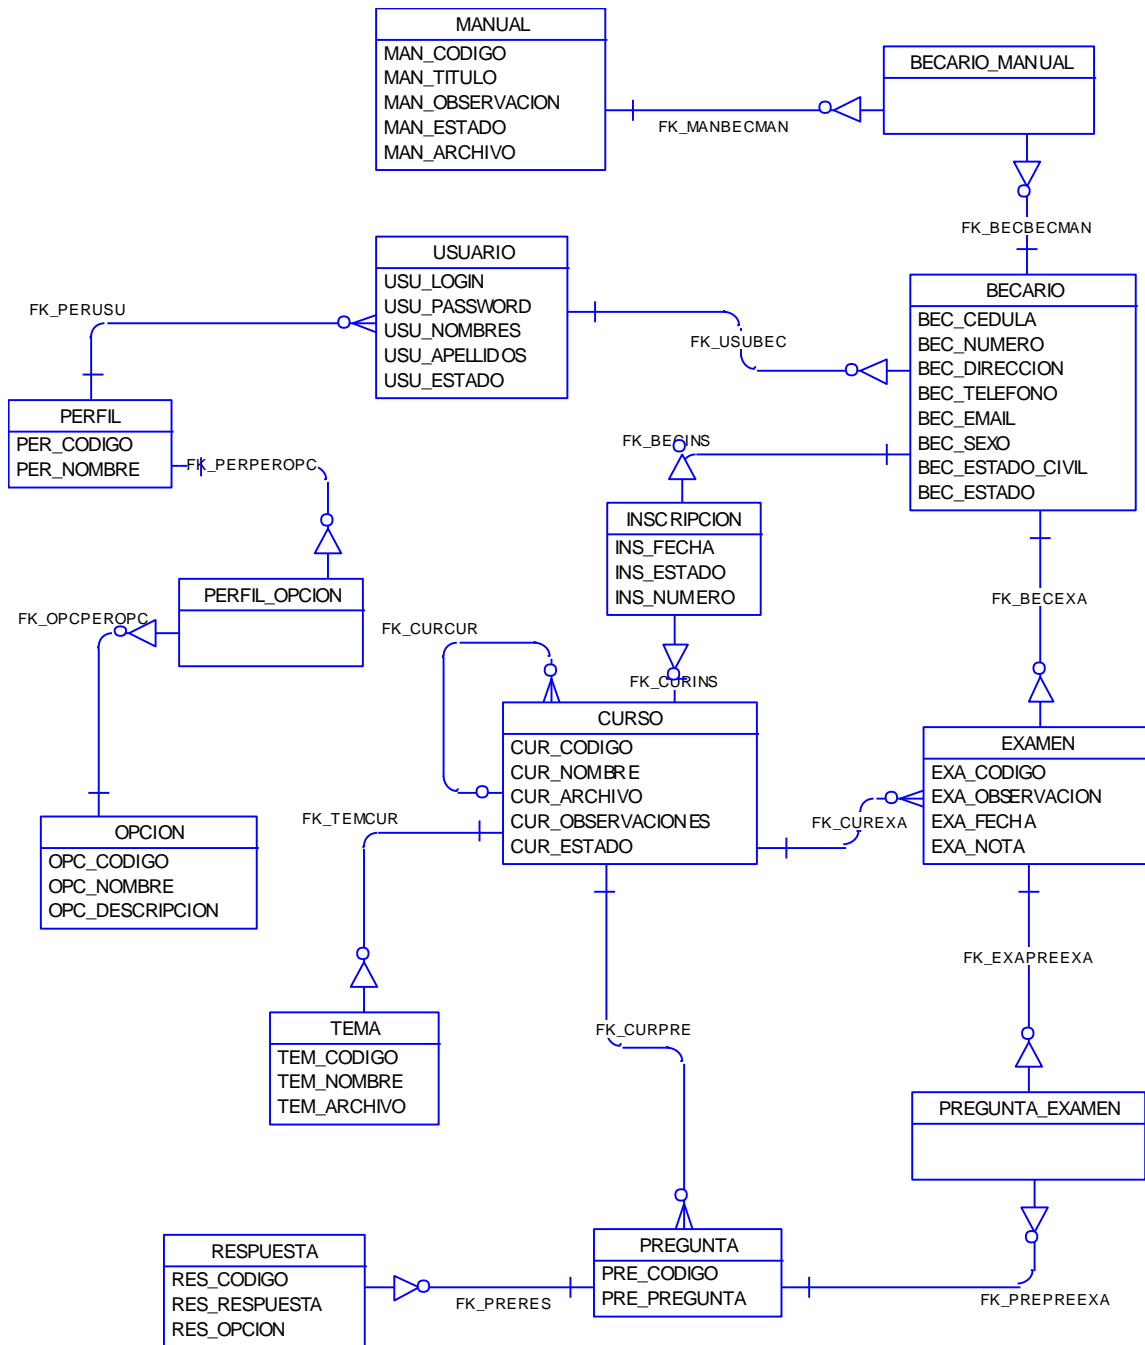 MANUAL
MAN_CODIGO
MAN_TITULO
MAN_OBSERVACION
MAN_ESTADO
MAN_ARCHIVO
BECARIO_MANUAL
FK_MANBECMAN
FK_BECBECMAN
USUARIO
USU_LOGIN
USU_PASSWORD
USU_NOMBRES
USU_APELLIDOS
USU_ESTADO
FK_PERUSU
FK_USUBEC
BECARIO
BEC_CEDULA
BEC_NUMERO
BEC_DIRECCION
BEC_TELEFONO
BEC_EMAIL
BEC_SEXO
BEC_ESTADO_CIVIL
BEC_ESTADO
PERFIL
PER_CODIGO
PER_NOMBRE
FK_PERPEROPC
FK_BECINS
INSCRIPCION
INS_FECHA
INS_ESTADO
INS_NUMERO
PERFIL_OPCION
FK_OPCPEROPC
FK_BECEXA
FK_CURCUR
FK_CURINS
CURSO
CUR_CODIGO
CUR_NOMBRE
CUR_ARCHIVO
CUR_OBSERVACIONES
CUR_ESTADO
EXAMEN
EXA_CODIGO
EXA_OBSERVACION
EXA_FECHA
EXA_NOTA
FK_TEMCUR
FK_CUREXA
OPCION
OPC_CODIGO
OPC_NOMBRE
OPC_DESCRIPCION
FK_EXAPREEXA
TEMA
TEM_CODIGO
TEM_NOMBRE
TEM_ARCHIVO
FK_CURPRE
PREGUNTA_EXAMEN
RESPUESTA
RES_CODIGO
RES_RESPUESTA
RES_OPCION
FK_PRERES
PREGUNTA
PRE_CODIGO
PRE_PREGUNTA
FK_PREPREEXA